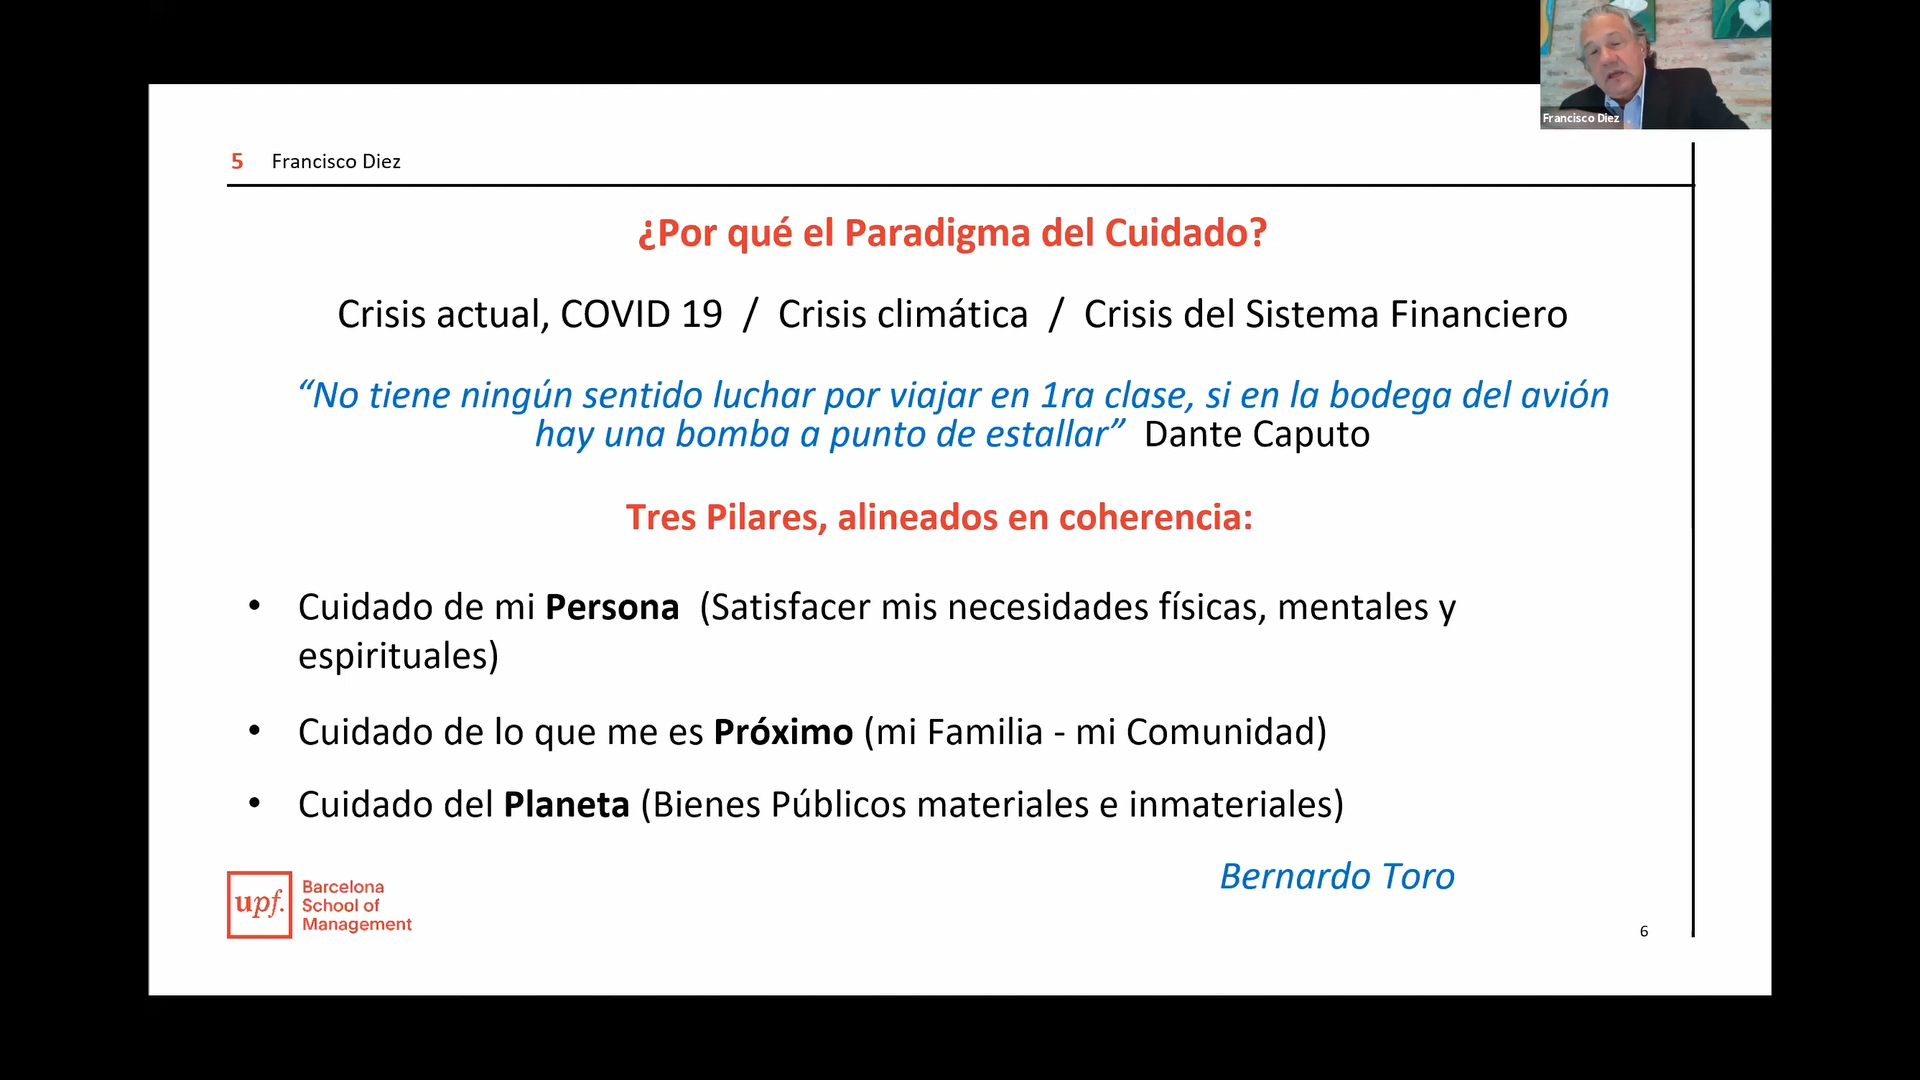 Francisco Diez
5 Francisco Diez
¿Por qué el Paradigma del Cuidado?
Crisis actual, COVID 19 / Crisis climática / Crisis del Sistema Financiero
“No tiene ningún sentido luchar por viajar en 1ra clase, si en la bodega del avión
hay una bomba a punto de estallar” Dante Caputo
Tres Pilares, alineados en coherencia:
• Cuidado de mi Persona (Satisfacer mis necesidades físicas, mentales y
espirituales)
• Cuidado de lo que me es Próximo (mi Familia - mi Comunidad)
• Cuidado del Planeta (Bienes Públicos materiales e inmateriales)
Bernardo Toro
upf.
Barcelona
School of
Management
6